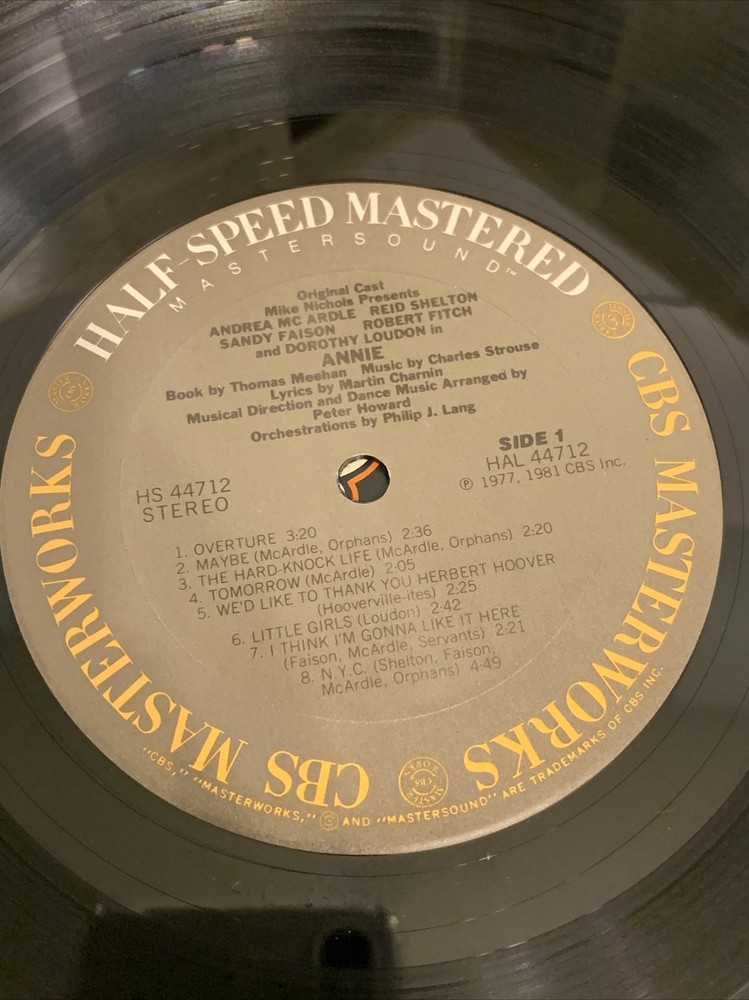 HALF-SPEED MASTERED
MASTERSOUND™
Original Cast
Mike Nichols Presents
ANDREA MC ARDLE REID SHELTON
SANDY FAISON ROBERT FITCH
and DOROTHY LOUDON in
ANNIE
Book by Thomas Meehan Music by Charles Strouse
Lyrics by Martin Charnin
Musical Direction and Dance Music Arranged by
Peter Howard
Orchestrations by Philip J. Lang
HS 44712
STEREO
SIDE 1
HAL 44712
℗ 1977, 1981 CBS Inc.
1. OVERTURE 3:20
2. MAYBE (McArdle, Orphans) 2:36
3. THE HARD-KNOCK LIFE (McArdle, Orphans) 2:20
4. TOMORROW (McArdle) 2:05
5. WE'D LIKE TO THANK YOU HERBERT HOOVER
(Hooverville-ites) 2:25
6. LITTLE GIRLS (Loudon) 2:42
7. I THINK I'M GONNA LIKE IT HERE
(Faison, McArdle, Servants) 2:21
8. N.Y.C. (Shelton, Faison,
McArdle, Orphans) 4:49
CBS MASTERWORKS
CBS MASTERWORKS
"CBS," "MASTERWORKS," AND "MASTERSOUND" ARE TRADEMARKS OF CBS INC.